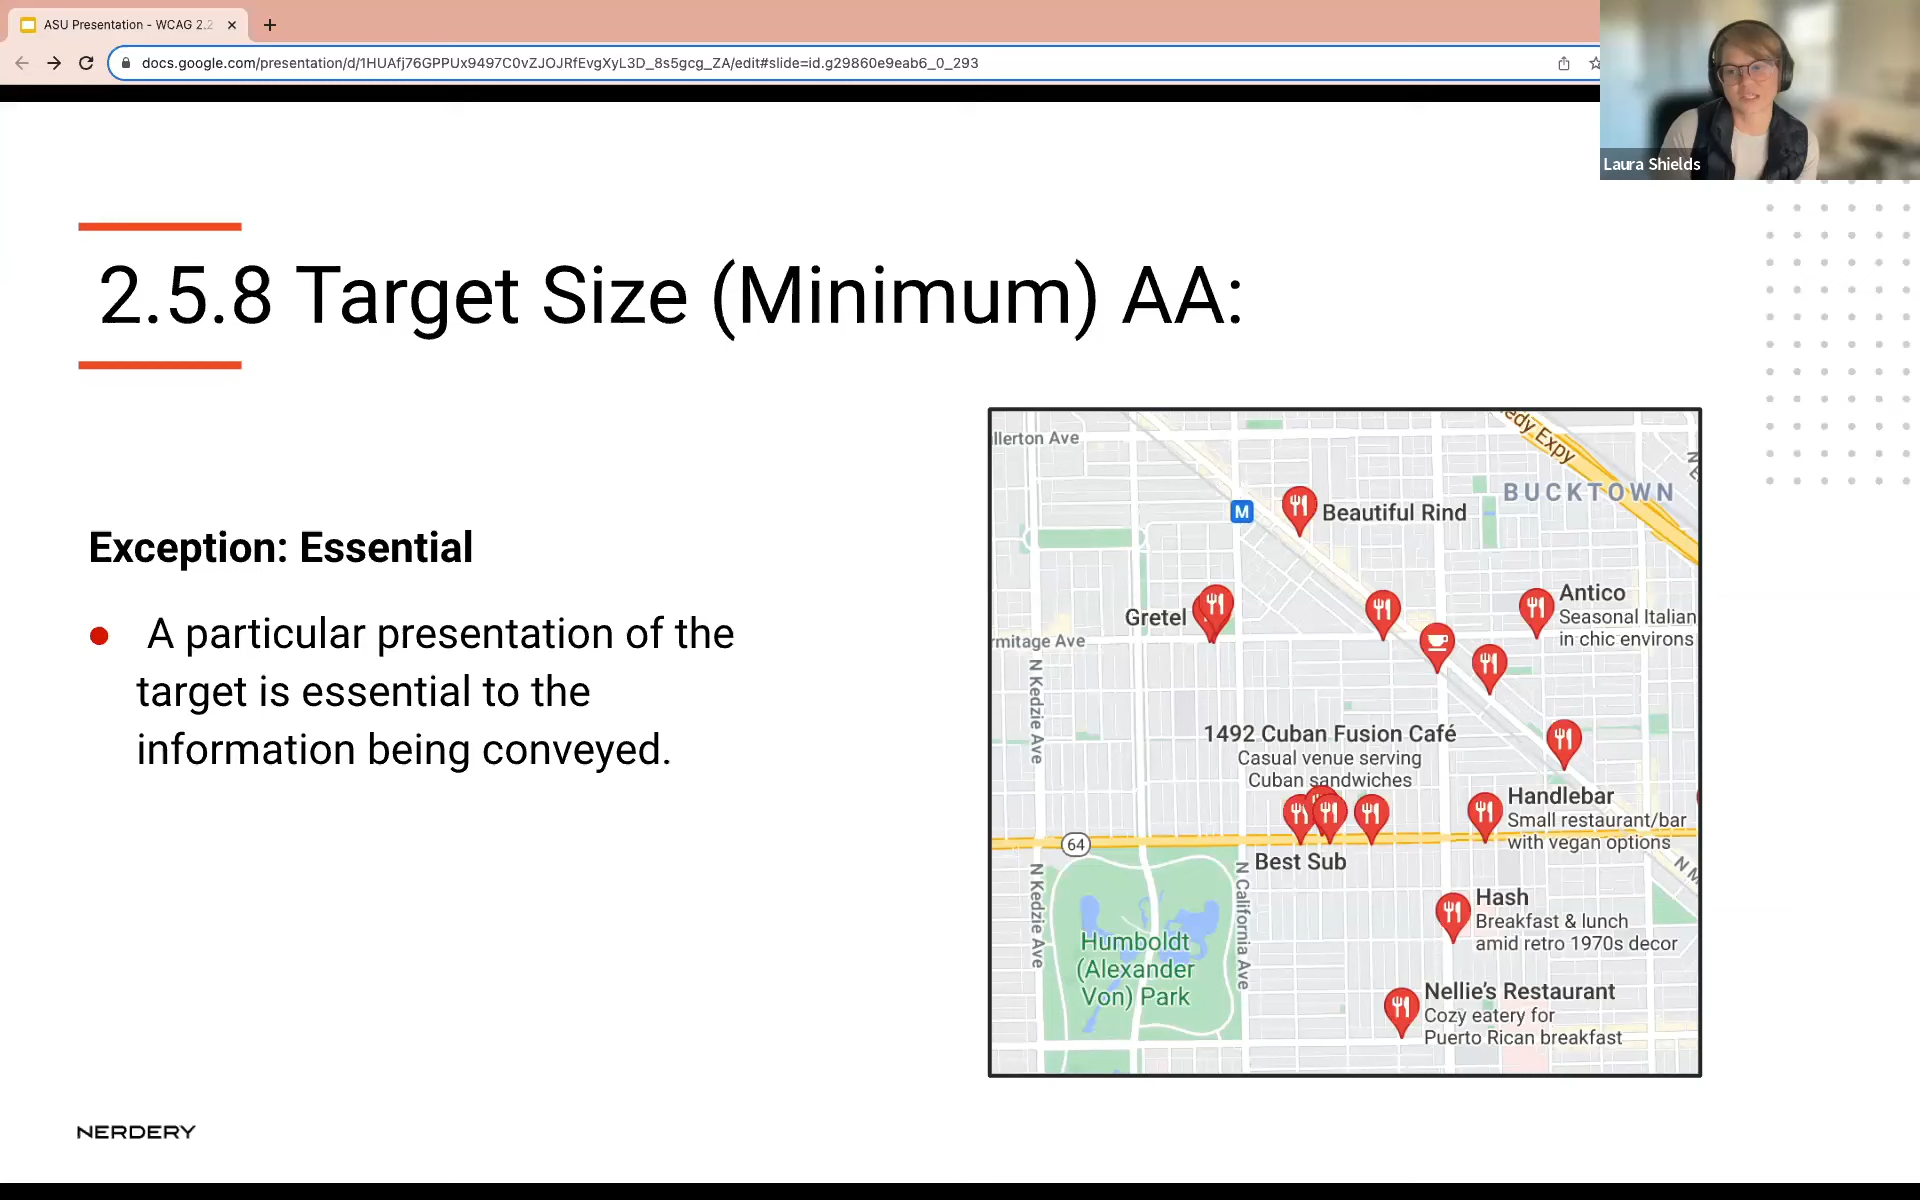 ASU Presentation - WCAG 2.2
docs.google.com/presentation/d/1HUAfj76GPPUx9497C0vZJOJRfEvgXyL3D_8s5gcg_ZA/edit#slide=id.g29860e9eab6_0_293
Laura Shields
2.5.8 Target Size (Minimum) AA:
Exception: Essential
A particular presentation of the
target is essential to the
information being conveyed.
llerton Ave
edy Expy
BUCKTOWN
M
Beautiful Rind
Antico
Seasonal Italian
in chic environs
Gretel
rmitage Ave
N Kedzie Ave
1492 Cuban Fusion Café
Casual venue serving
Cuban sandwiches
Handlebar
Small restaurant/bar
with vegan options
64
Best Sub
N Kedzie Ave
N California Ave
Hash
Breakfast & lunch
amid retro 1970s decor
Humboldt
(Alexander
Von) Park
Nellie's Restaurant
Cozy eatery for
Puerto Rican breakfast
NERDERY